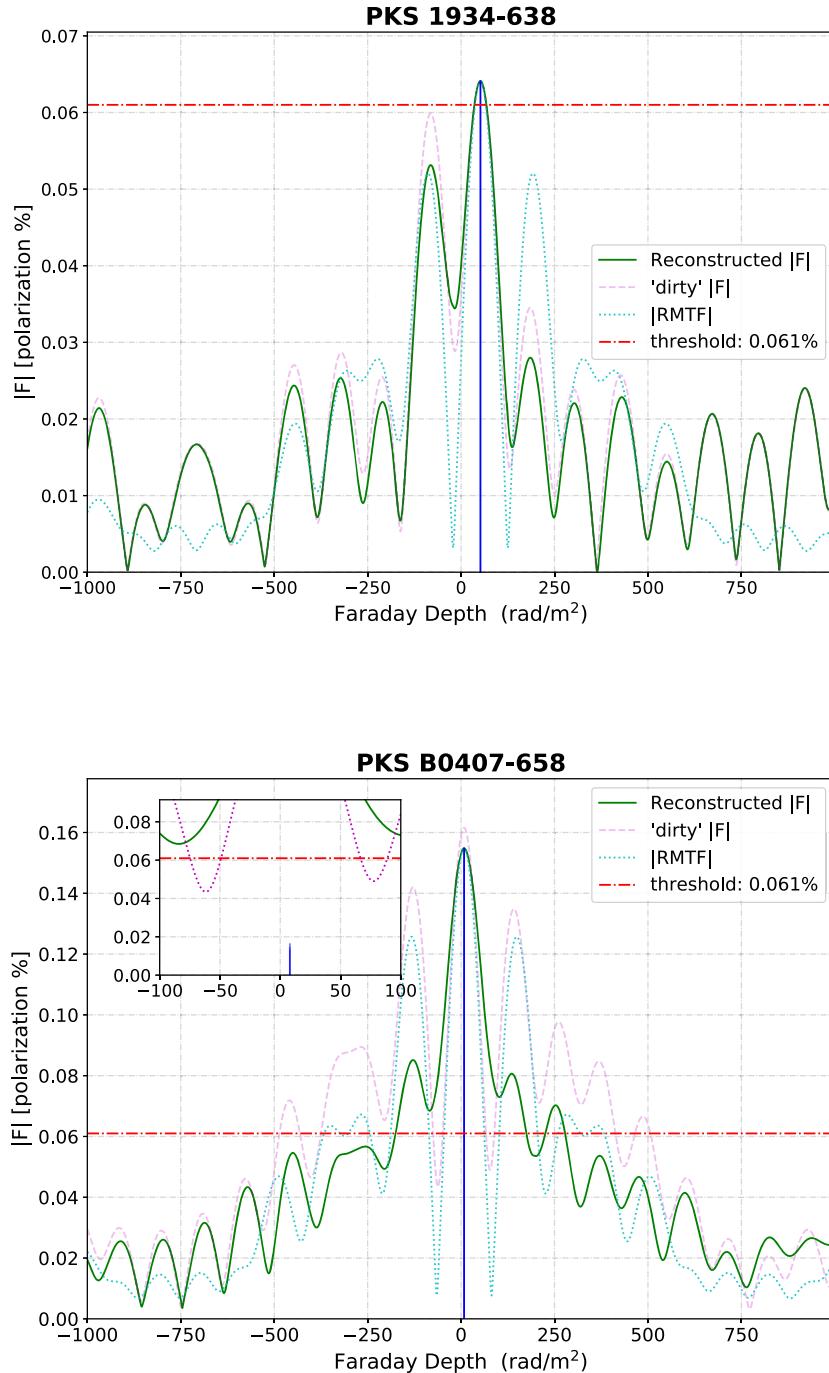 PKS 1934-638
0.07
0.06
0.05
0.04
0.03
0.02
0.01
0.00
|F| [polarization %]
Reconstructed |F|
'dirty' |F|
|RMTF|
threshold: 0.061%
−1000 −750 −500 −250 0 250 500 750
Faraday Depth (rad/m²)
PKS B0407-658
0.16
0.14
0.12
0.10
0.08
0.06
0.04
0.02
0.00
|F| [polarization %]
0.08
0.06
0.04
0.02
0.00
−100 −50 0 50 100
Reconstructed |F|
'dirty' |F|
|RMTF|
threshold: 0.061%
−1000 −750 −500 −250 0 250 500 750
Faraday Depth (rad/m²)